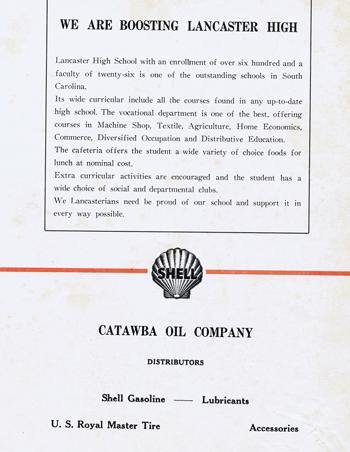 WE ARE BOOSTING LANCASTER HIGH
Lancaster High School with an enrollment of over six hundred and a
faculty of twenty-six is one of the outstanding schools in South
Carolina.
Its wide curricular include all the courses found in any up-to-date
high school. The vocational department is one of the best, offering
courses in Machine Shop, Textile, Agriculture, Home Economics,
Commerce, Diversified Occupation and Distributive Education.
The cafeteria offers the student a wide variety of choice foods for
lunch at nominal cost.
Extra curricular activities are encouraged and the student has a
wide choice of social and departmental clubs.
We Lancasterians need be proud of our school and support it in
every way possible.
SHELL
CATAWBA OIL COMPANY
DISTRIBUTORS
Shell Gasoline — Lubricants
U. S. Royal Master Tire Accessories